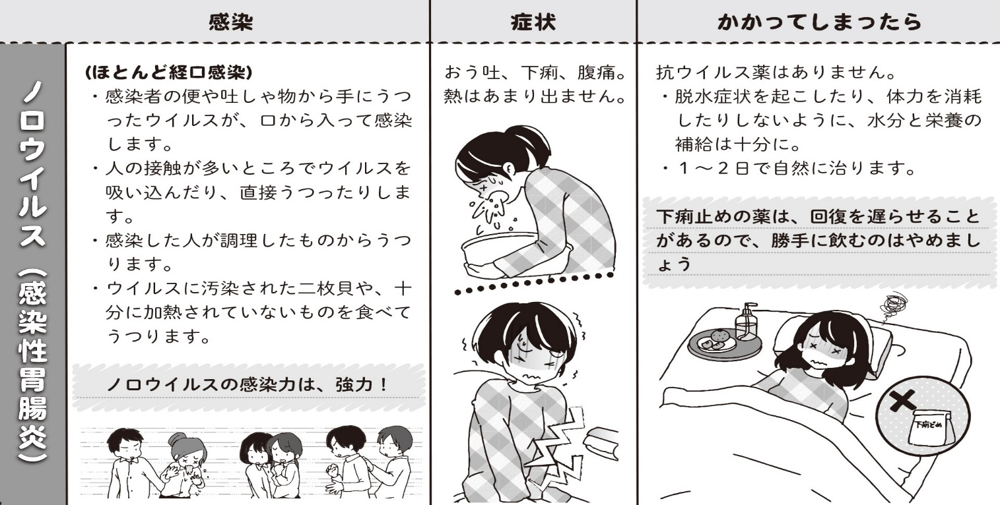 感染
症状
かかってしまったら
ノロウイルス（感染性胃腸炎）
(ほとんど経口感染)
・感染者の便や吐しゃ物から手にうつ
ったウイルスが、口から入って感染
します。
・人の接触が多いところでウイルスを
吸い込んだり、直接うつったりしま
す。
・感染した人が調理したものからうつ
ります。
・ウイルスに汚染された二枚貝や、十
分に加熱されていないものを食べて
うつります。
ノロウイルスの感染力は、強力！
おう吐、下痢、腹痛。
熱はあまり出ません。
抗ウイルス薬はありません。
・脱水症状を起こしたり、体力を消耗
したりしないように、水分と栄養の
補給は十分に。
・１〜２日で自然に治ります。
下痢止めの薬は、回復を遅らせること
があるので、勝手に飲むのはやめまし
ょう
下痢どめ